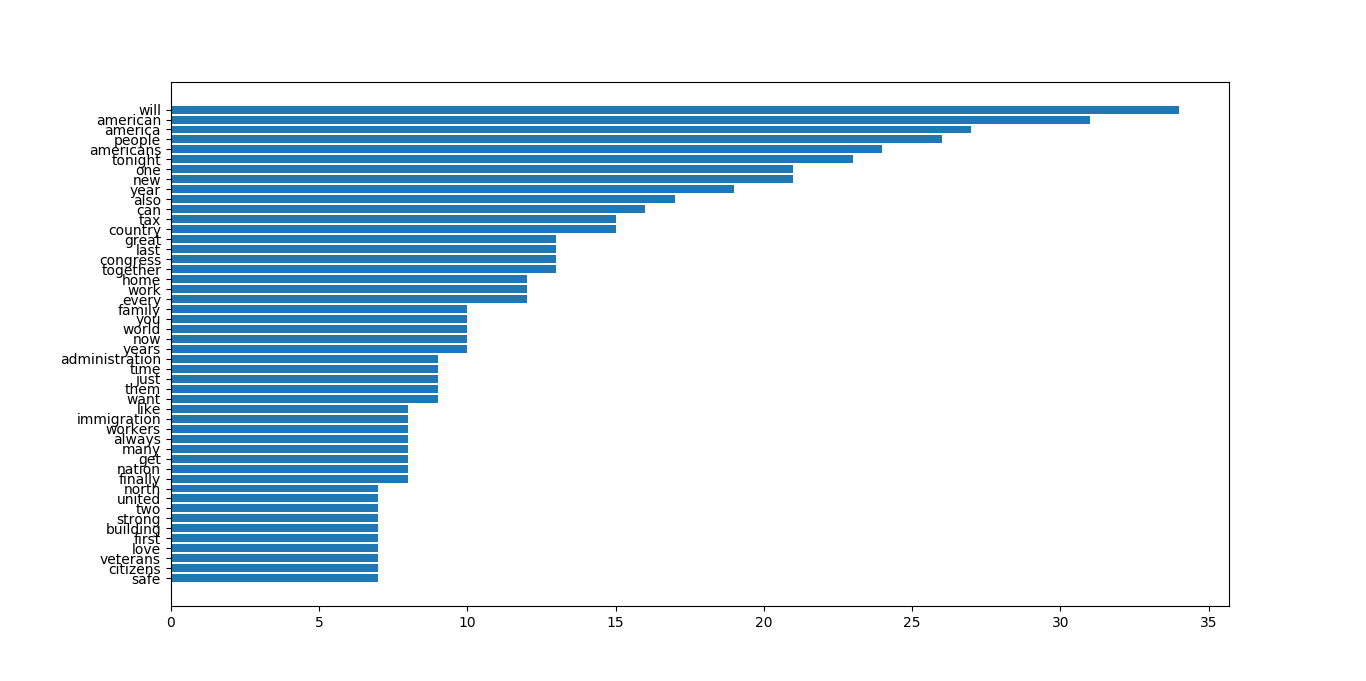 will
american
america
people
americans
tonight
one
new
year
also
can
tax
country
great
last
congress
together
home
work
every
family
you
world
now
years
administration
time
just
them
want
like
immigration
workers
always
many
get
nation
finally
north
united
two
strong
building
first
love
veterans
citizens
safe
0 5 10 15 20 25 30 35